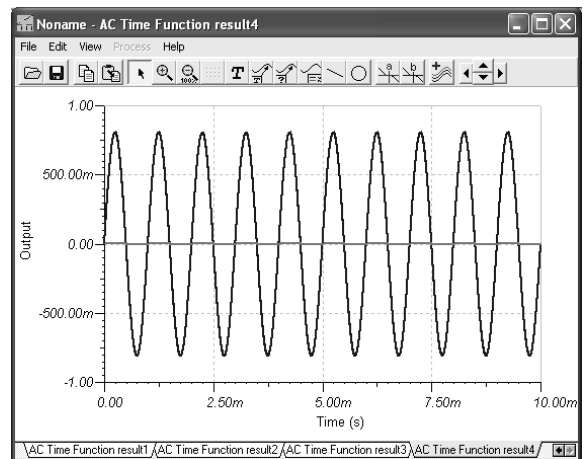 Noname - AC Time Function result4
File Edit View Process Help
100%
T
a b
1.00
500.00m
0.00
-500.00m
-1.00
Output
0.00 2.50m 5.00m 7.50m 10.00m
Time (s)
AC Time Function result1 AC Time Function result2 AC Time Function result3 AC Time Function result4